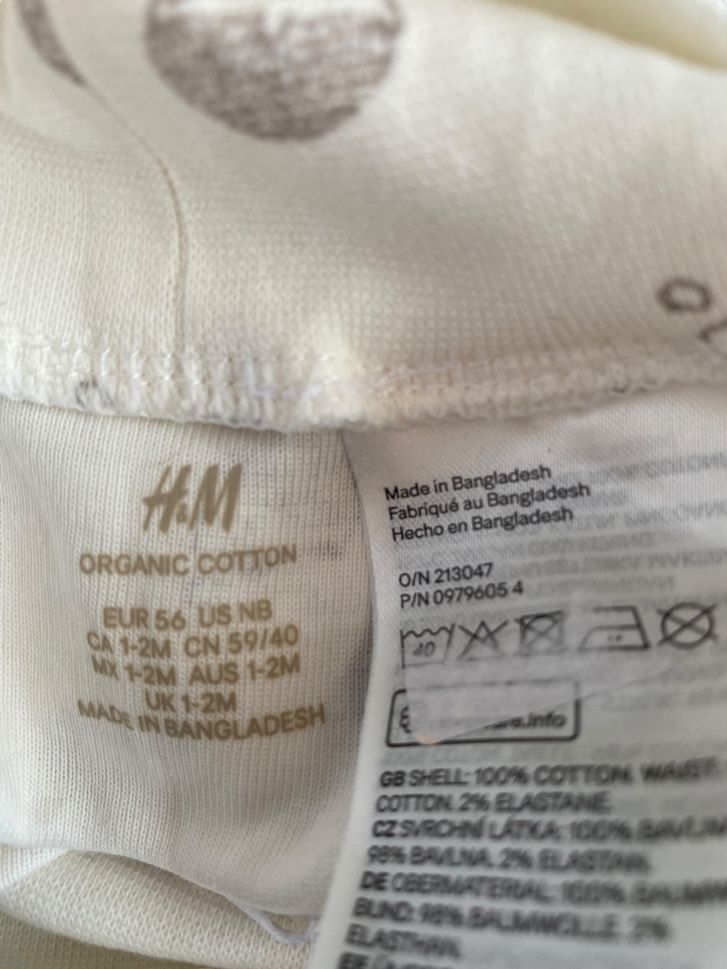 H&M
ORGANIC COTTON
EUR 56 US NB
CA 1-2M CN 59/40
MX 1-2M AUS 1-2M
UK 1-2M
MADE IN BANGLADESH
Made in Bangladesh
Fabriqué au Bangladesh
Hecho en Bangladesh
O/N 213047
P/N 0979605 4
40
.info
GB SHELL: 100% COTTON. WAIST:
COTTON. 2% ELASTANE
CZ SVRCHNÍ LÁTKA: 100%
98% BAVLNA. 2% ELASTAN
DE OBERMATERIAL: 100%
BUND: 98% BAUMWOLLE. 2%
ELASTHAN